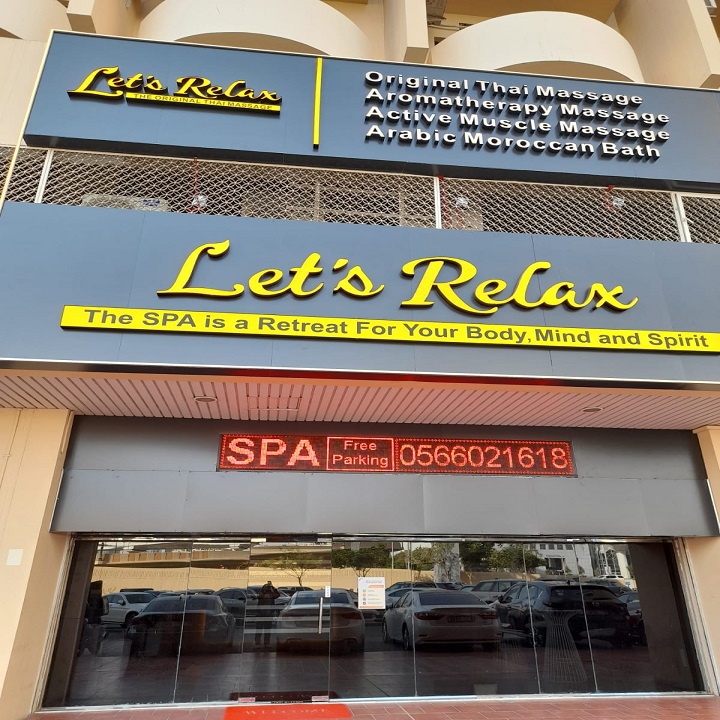 Let's Relax
THE ORIGINAL THAI MASSAGE
Original Thai Massage
Aromatherapy Massage
Active Muscle Massage
Arabic Moroccan Bath
Let's Relax
The SPA is a Retreat For Your Body, Mind and Spirit
SPA
Free
Parking
0566021618
WELCOME